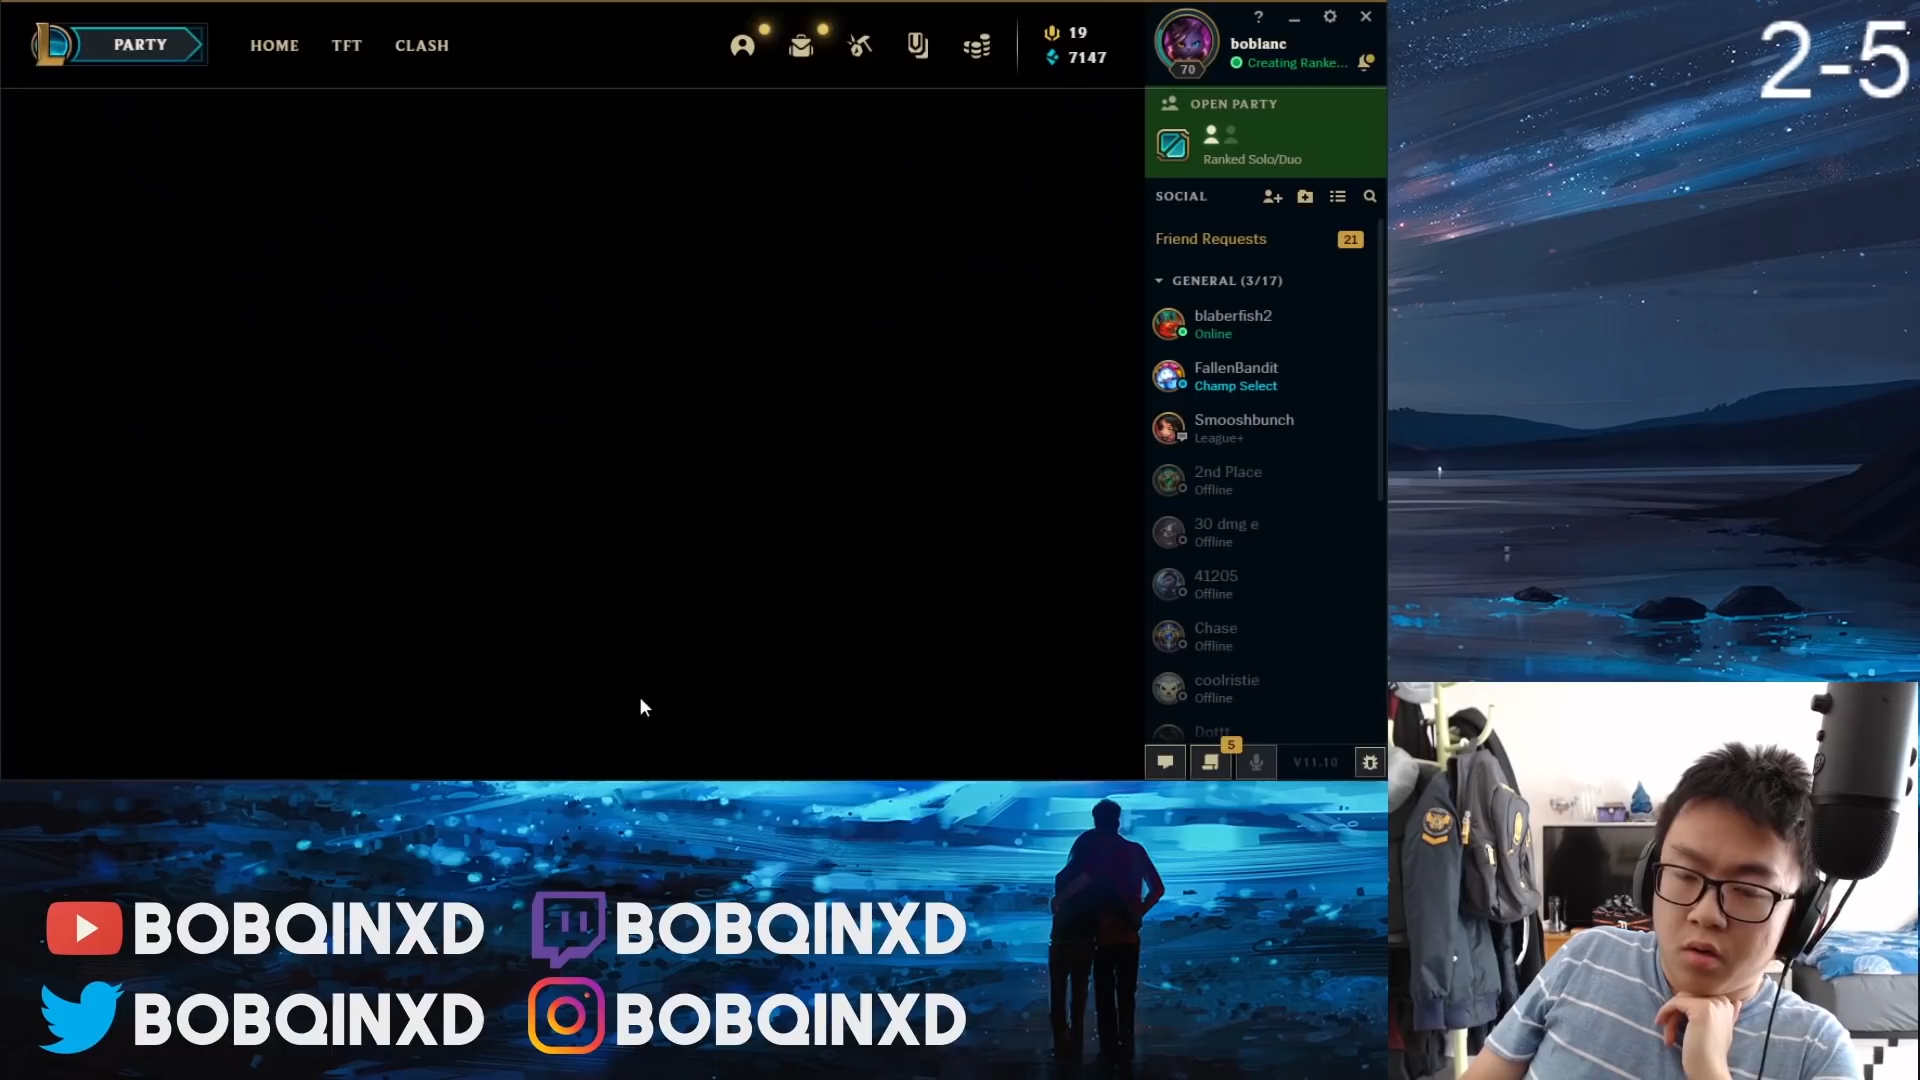 PARTY
HOME
TFT
CLASH
19
7147
?
boblanc
70
Creating Ranke...
OPEN PARTY
Ranked Solo/Duo
SOCIAL
Friend Requests
21
GENERAL (3/17)
blaberfish2
Online
FallenBandit
Champ Select
Smooshbunch
League+
2nd Place
Offline
30 dmg e
Offline
41205
Offline
Chase
Offline
coolristie
Offline
Dottt
5
V11.10
2-5
BOBQINXD
BOBQINXD
BOBQINXD
BOBQINXD